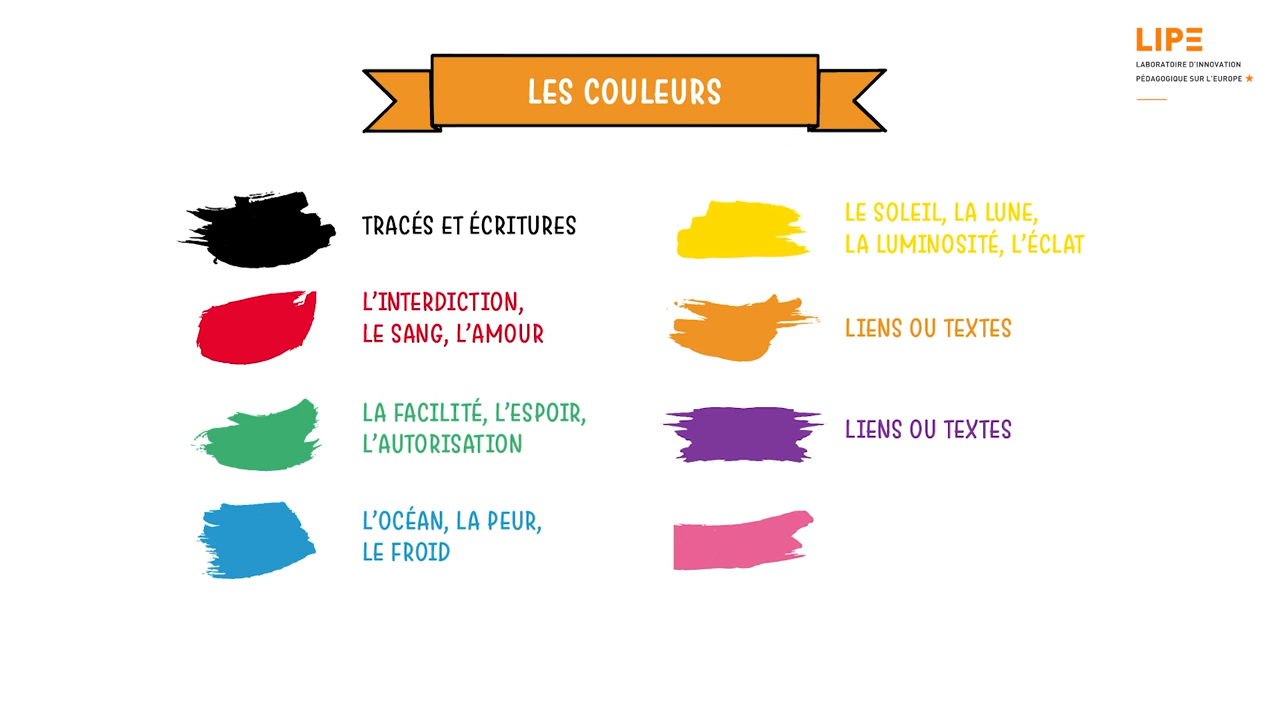 LIPE
LABORATOIRE D'INNOVATION
PÉDAGOGIQUE SUR L'EUROPE
LES COULEURS
TRACÉS ET ÉCRITURES
L'INTERDICTION,
LE SANG, L'AMOUR
LA FACILITÉ, L'ESPOIR,
L'AUTORISATION
L'OCÉAN, LA PEUR,
LE FROID
LE SOLEIL, LA LUNE,
LA LUMINOSITÉ, L'ÉCLAT
LIENS OU TEXTES
LIENS OU TEXTES